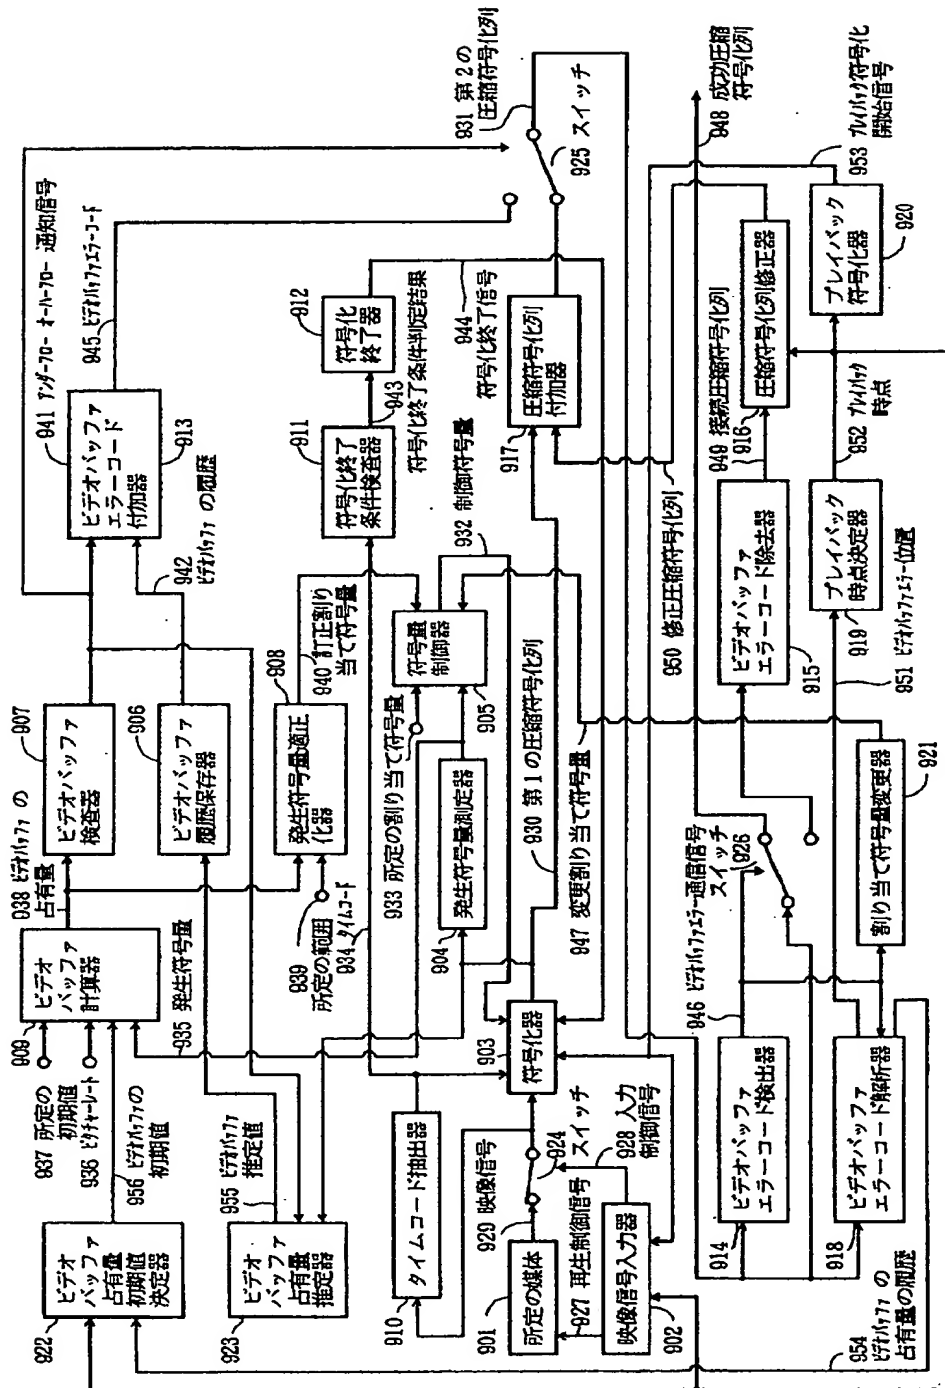 922
ビデオ
バッファ
占有量
初期値
決定器
937 所定の
初期値
936 ピクチャーレート
956 ビデオバッファの
初期値
909
ビデオ
バッファ
計算器
938 ビデオバッファの
占有量
935 発生符号量
907
ビデオバッファ
検査器
906
ビデオバッファ
履歴保存器
941 アンダーフロー オーバーフロー 通知信号
ビデオバッファ
エラーコード
付加器
913
942
ビデオバッファの履歴
945 ビデオバッファエラーコード
931 第2の
圧縮符号化列
925 スイッチ
923
ビデオ
バッファ
占有量
推定器
955 ビデオバッファ
推定値
939
所定の範囲
908
発生符号量適正
化器
940 訂正割り
当て符号量
934 タイムコード
911
符号化終了
条件検査器
943
符号化終了条件判定結果
912
符号化
終了器
944
符号化終了信号
910
タイムコード抽出器
933 所定の割り当て符号量
904
発生符号量測定器
905
符号量
制御器
932 制御符号量
917
圧縮符号化列
付加器
901
所定の媒体
929 映像信号
924
スイッチ
903
符号化器
930 第1の圧縮符号化列
927 再生制御信号
928 入力
制御信号
902
映像信号入力器
947 変更割り当て符号量
950 修正圧縮符号化列
914
ビデオバッファ
エラーコード検出器
946 ビデオバッファエラー通信信号
スイッチ
926
915
ビデオバッファ
エラーコード除去器
949 接続圧縮符号化列
916
圧縮符号化列修正器
948 成功圧縮
符号化列
918
ビデオバッファ
エラーコード解析器
954
ビデオバッファの
占有量の履歴
921
割り当て符号量変更器
951 ビデオバッファエラー位置
919
プレイバック
時点決定器
952 プレイバック
時点
920
プレイバック
符号化器
953 プレイバック符号化
開始信号